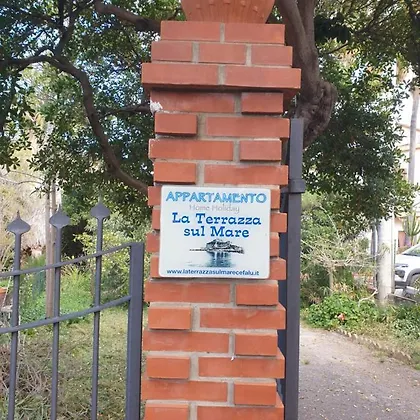 APPARTAMENTO
Home Holiday
La Terrazza
sul Mare
www.laterrazzasulmarecefalu.it